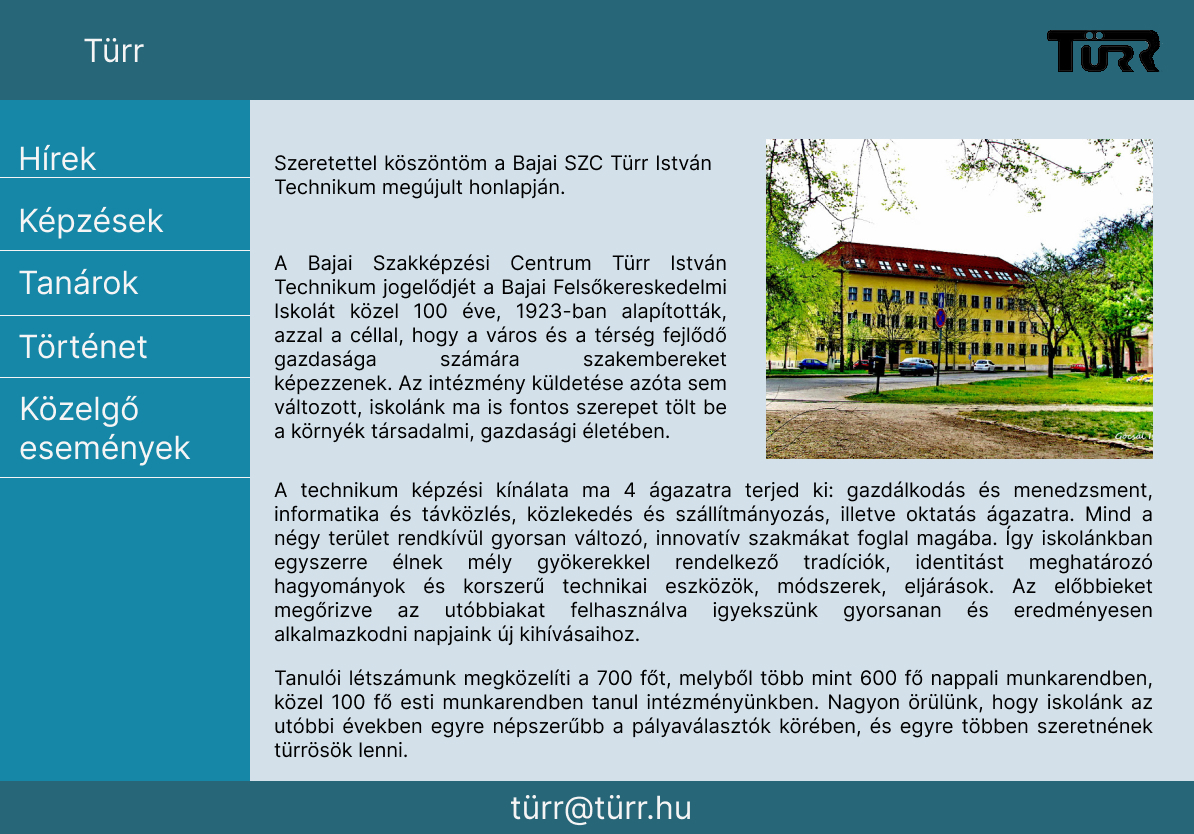 Türr
TÜRR
Hírek
Képzések
Tanárok
Történet
Közelgő
események
Szeretettel köszöntöm a Bajai SZC Türr István
Technikum megújult honlapján.
A Bajai Szakképzési Centrum Türr István
Technikum jogelődjét a Bajai Felsőkereskedelmi
Iskolát közel 100 éve, 1923-ban alapították,
azzal a céllal, hogy a város és a térség fejlődő
gazdasága számára szakembereket
képezzenek. Az intézmény küldetése azóta sem
változott, iskolánk ma is fontos szerepet tölt be
a környék társadalmi, gazdasági életében.
A technikum képzési kínálata ma 4 ágazatra terjed ki: gazdálkodás és menedzsment,
informatika és távközlés, közlekedés és szállítmányozás, illetve oktatás ágazatra. Mind a
négy terület rendkívül gyorsan változó, innovatív szakmákat foglal magába. Így iskolánkban
egyszerre élnek mély gyökerekkel rendelkező tradíciók, identitást meghatározó
hagyományok és korszerű technikai eszközök, módszerek, eljárások. Az előbbieket
megőrizve az utóbbiakat felhasználva igyekszünk gyorsanan és eredményesen
alkalmazkodni napjaink új kihívásaihoz.
Tanulói létszámunk megközelíti a 700 főt, melyből több mint 600 fő nappali munkarendben,
közel 100 fő esti munkarendben tanul intézményünkben. Nagyon örülünk, hogy iskolánk az
utóbbi években egyre népszerűbb a pályaválasztók körében, és egyre többen szeretnének
türrösök lenni.
türr@türr.hu